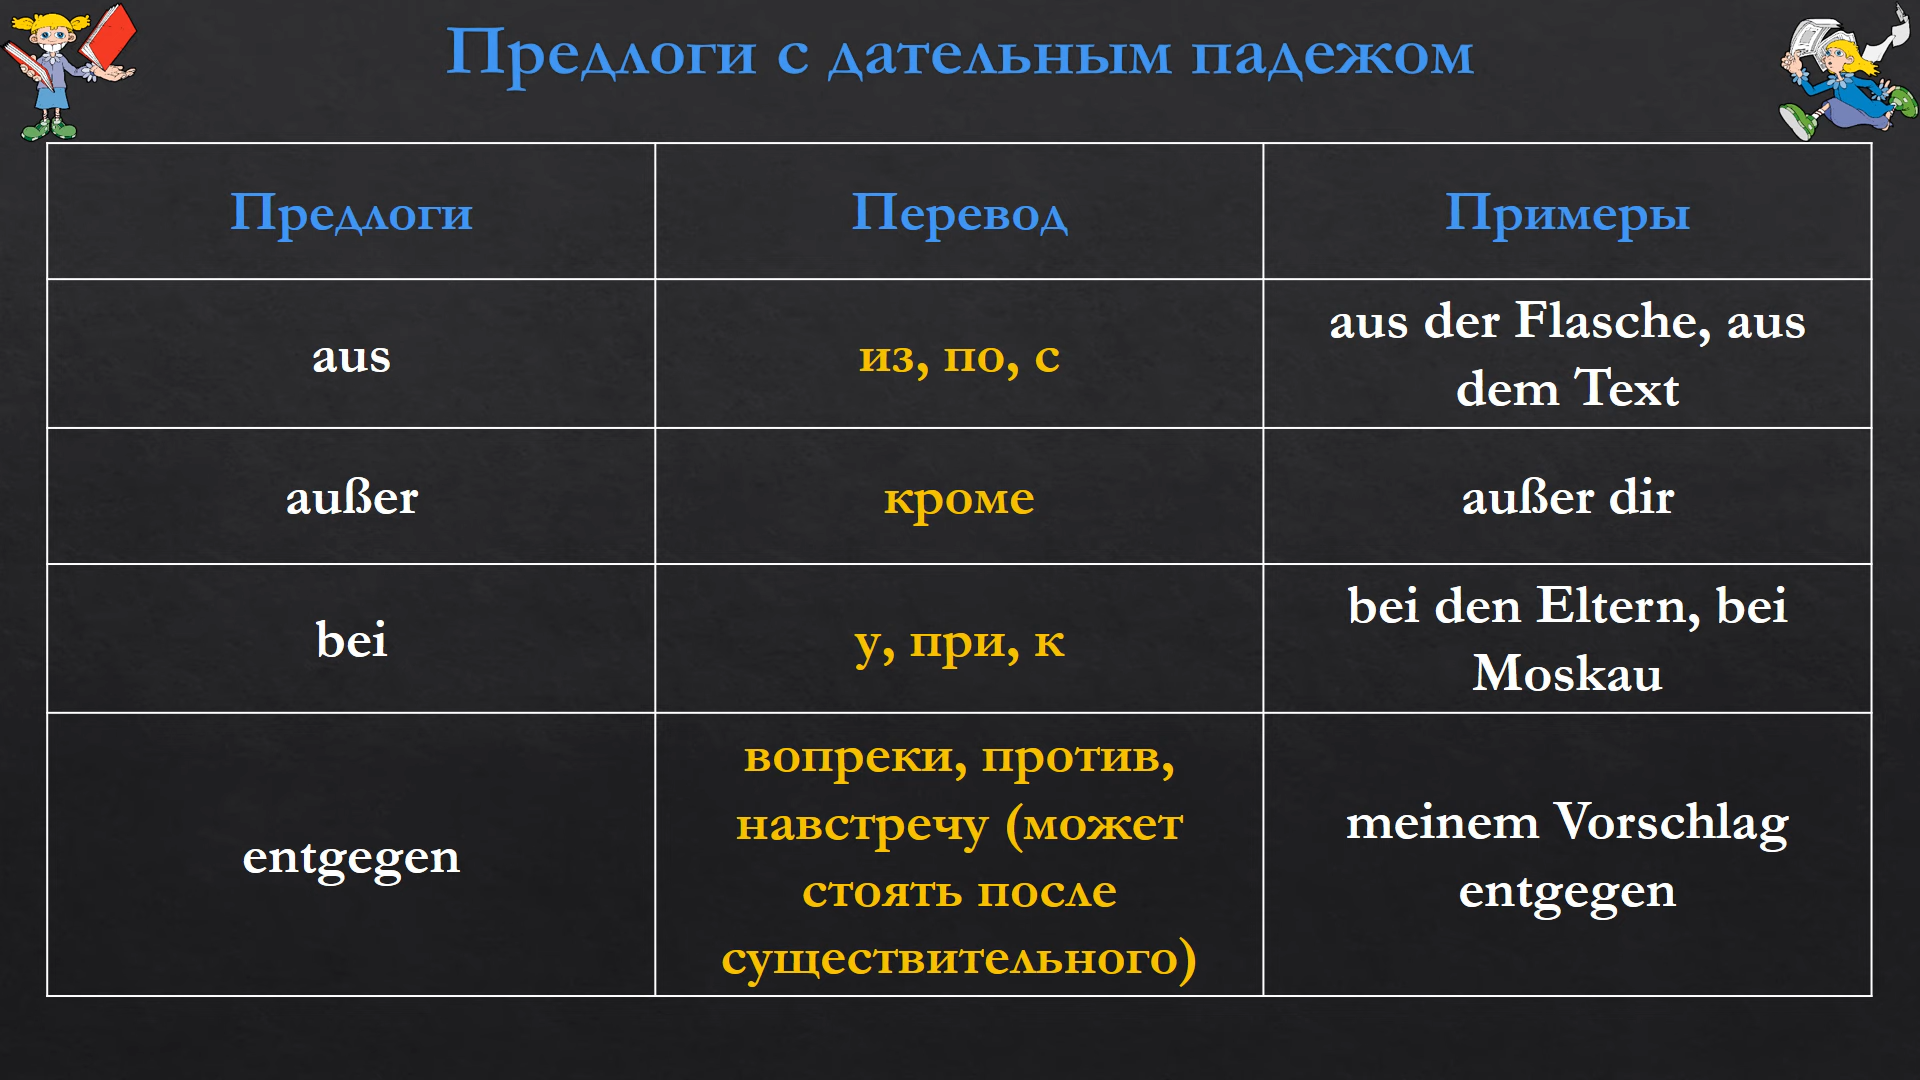 Предлоги с дательным падежом
Предлоги
Перевод
Примеры
aus
из, по, с
aus der Flasche, aus
dem Text
außer
кроме
außer dir
bei
у, при, к
bei den Eltern, bei
Moskau
entgegen
вопреки, против,
навстречу (может
стоять после
существительного)
meinem Vorschlag
entgegen